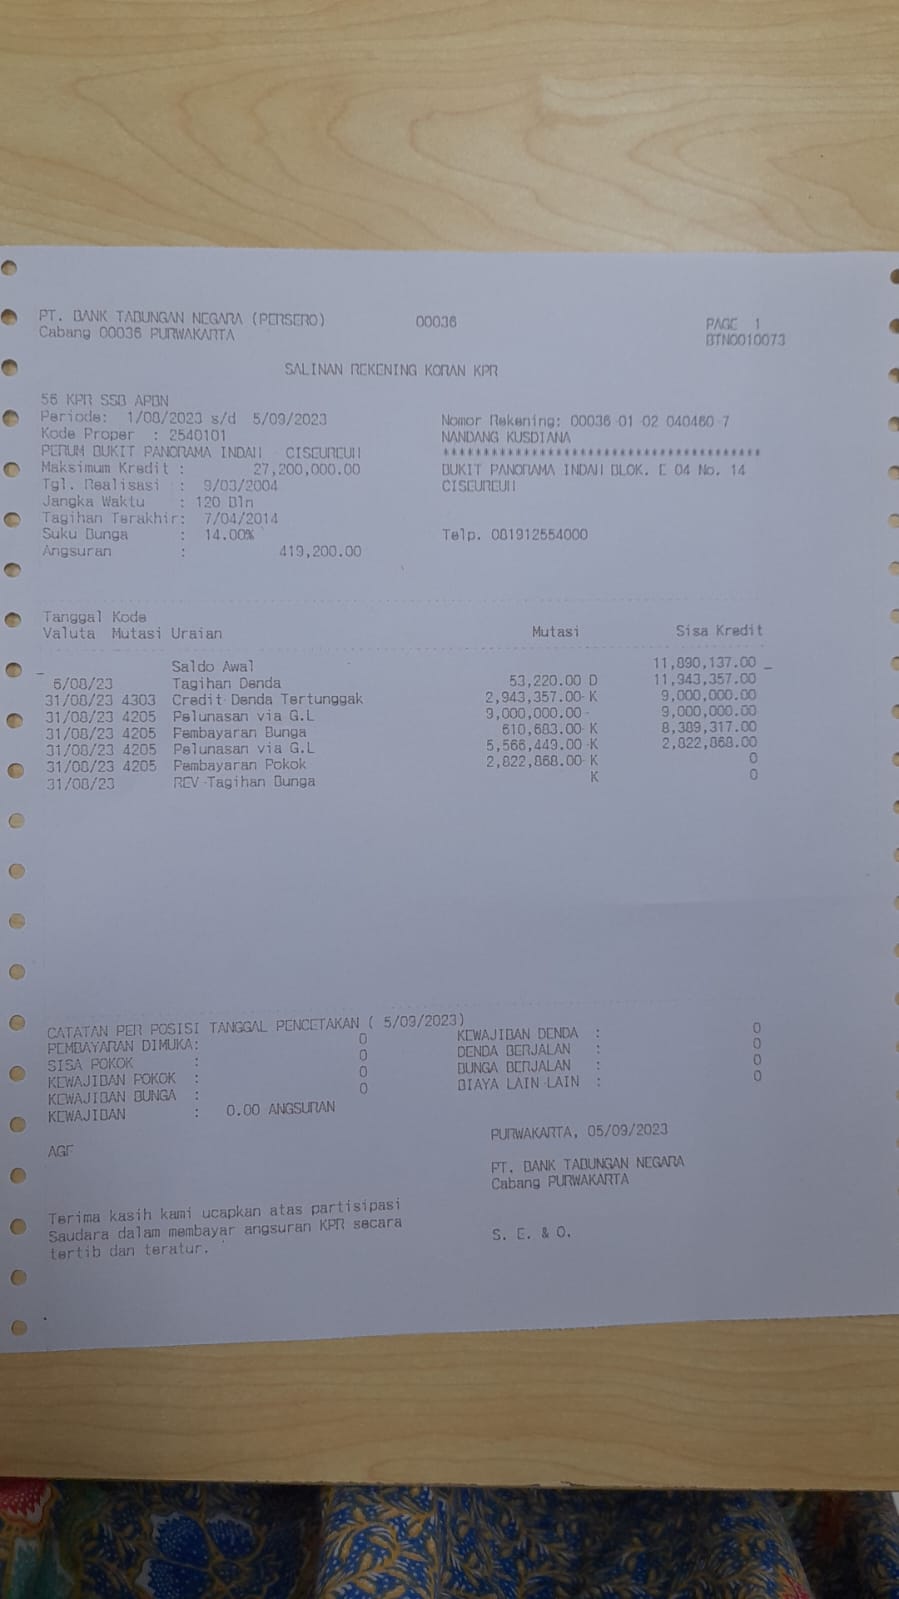 PT. BANK TABUNGAN NEGARA (PERSERO) 00036 PAGE 1
Cabang 00036 PURWAKARTA BTN0010073
SALINAN REKENING KORAN KPR
56 KPR SSB APBN
Periode: 1/08/2023 s/d 5/09/2023 Nomor Rekening: 00036-01-02-040460-7
Kode Proper : 2540101 NANDANG KUSDIANA
PERUM BUKIT PANORAMA INDAH - CISEUREUH ***************************************
Maksimum Kredit : 27,200,000.00 BUKIT PANORAMA INDAH BLOK. E 04 No. 14
Tgl. Realisasi : 9/03/2004 CISEUREUH
Jangka Waktu : 120 Bln
Tagihan Terakhir: 7/04/2014
Suku Bunga : 14.00% Telp. 081912554000
Angsuran : 419,200.00
Tanggal Kode
Valuta Mutasi Uraian Mutasi Sisa Kredit
Saldo Awal 11,890,137.00
6/08/23 Tagihan Denda 53,220.00 D 11,943,357.00
31/08/23 4303 Credit Denda Tertunggak 2,943,357.00-K 9,000,000.00
31/08/23 4205 Pelunasan via G.L 9,000,000.00- 9,000,000.00
31/08/23 4205 Pembayaran Bunga 610,683.00-K 8,389,317.00
31/08/23 4205 Pelunasan via G.L 5,566,449.00-K 2,822,868.00
31/08/23 4205 Pembayaran Pokok 2,822,868.00-K 0
31/08/23 REV-Tagihan Bunga K 0
CATATAN PER POSISI TANGGAL PENCETAKAN ( 5/09/2023)
PEMBAYARAN DIMUKA: 0 KEWAJIBAN DENDA : 0
SISA POKOK : 0 DENDA BERJALAN : 0
KEWAJIBAN POKOK : 0 BUNGA BERJALAN : 0
KEWAJIBAN BUNGA : 0 BIAYA LAIN-LAIN : 0
KEWAJIBAN : 0.00 ANGSURAN
PURWAKARTA, 05/09/2023
AGF
PT. BANK TABUNGAN NEGARA
Cabang PURWAKARTA
Terima kasih kami ucapkan atas partisipasi
Saudara dalam membayar angsuran KPR secara
tertib dan teratur.
S. E. & O.